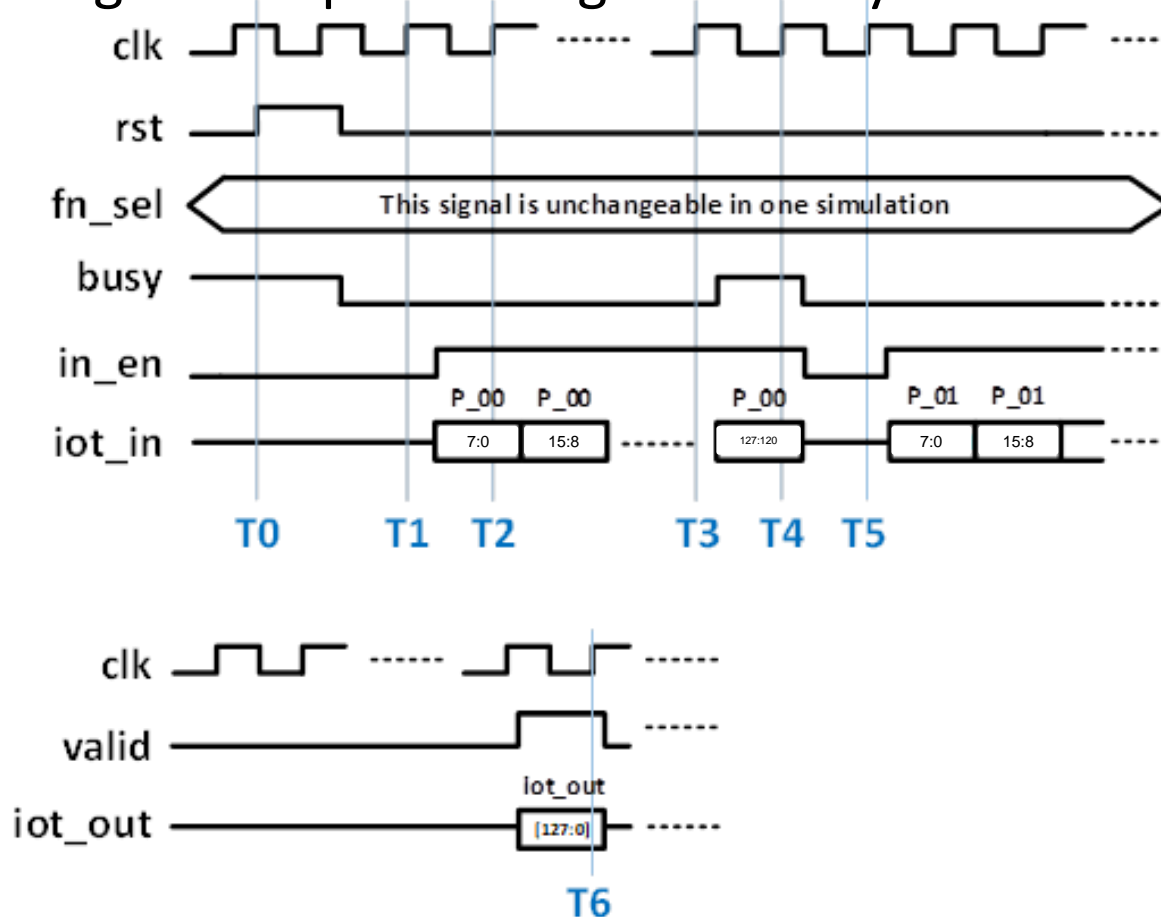 clk
rst
fn_sel This signal is unchangeable in one simulation
busy
in_en
P_00 P_00 P_00 P_01 P_01
iot_in 7:0 15:8 127:120 7:0 15:8
T0 T1 T2 T3 T4 T5
clk
valid
iot_out
iot_out [127:0]
T6